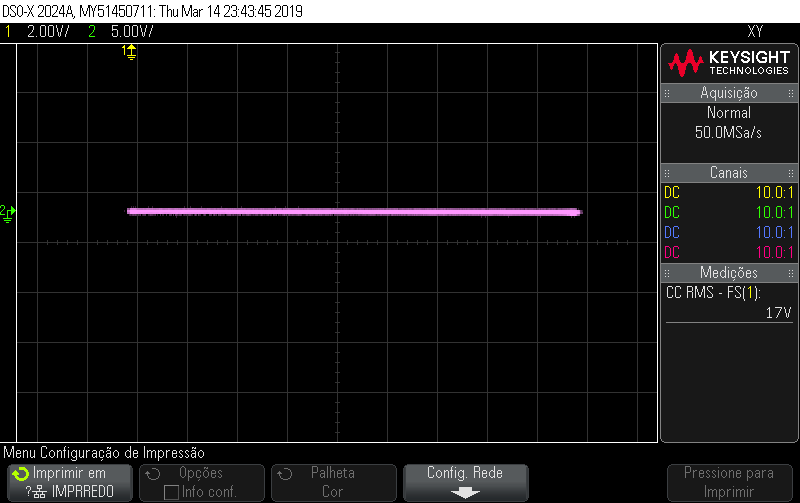 DSO-X 2024A, MY51450711: Thu Mar 14 23:43:45 2019
1 2.00V/ 2 5.00V/ XY
1
2
KEYSIGHT
TECHNOLOGIES
Aquisição
Normal
50.0MSa/s
Canais
DC 10.0:1
DC 10.0:1
DC 10.0:1
DC 10.0:1
Medições
CC RMS - FS(1):
17V
Menu Configuração de Impressão
Imprimir em
? IMPRREDO
Opções
Info conf.
Palheta
Cor
Config. Rede
Pressione para
Imprimir